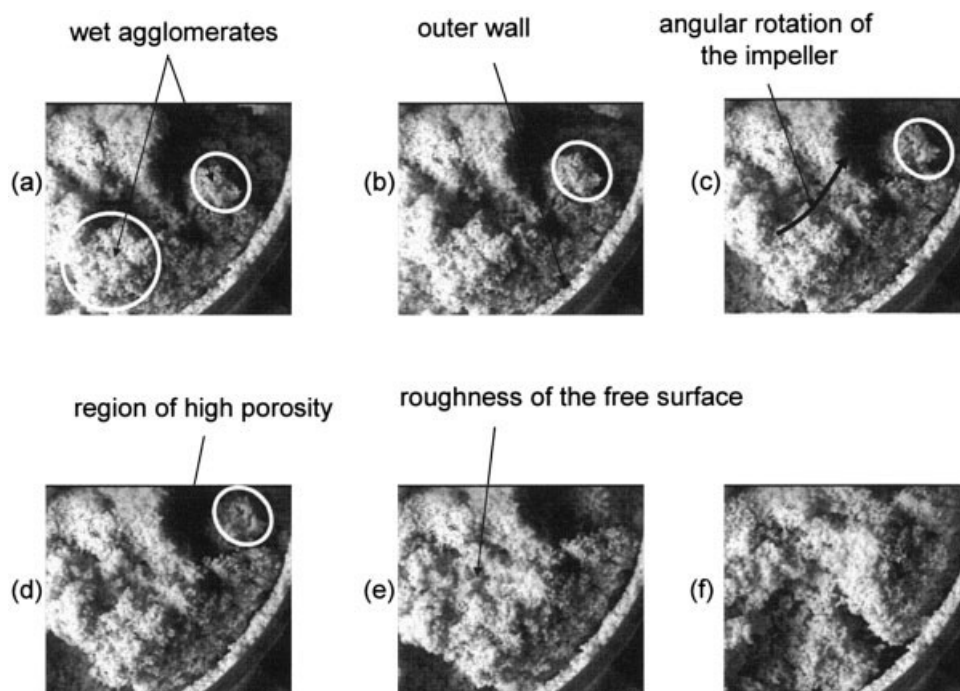 wet agglomerates
outer wall
angular rotation of
the impeller
(a)
(b)
(c)
region of high porosity
roughness of the free surface
(d)
(e)
(f)